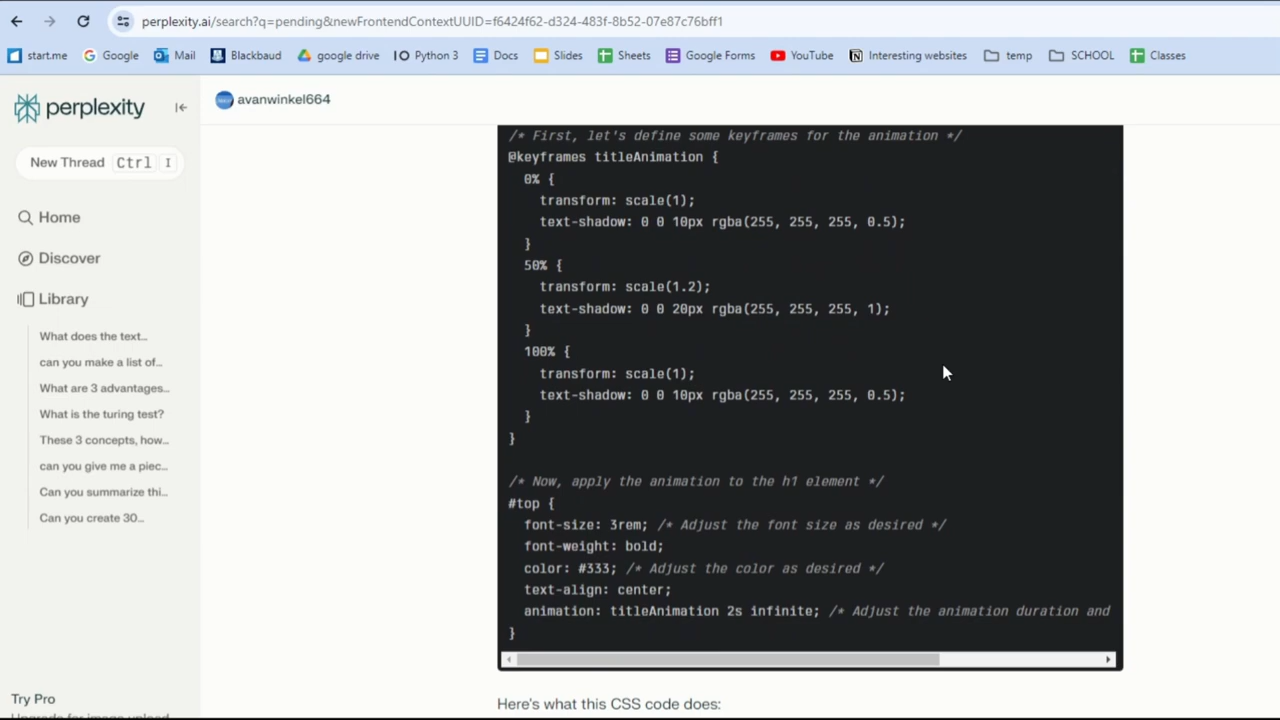 perplexity.ai/search?q=pending&newFrontendContextUUID=f6424f62-d324-483f-8b52-07e87c76bff1
start.me Google Mail Blackbaud google drive Python 3 Docs Slides Sheets Google Forms YouTube Interesting websites temp SCHOOL Classes
perplexity
New Thread Ctrl I
Home
Discover
Library
What does the text...
can you make a list of...
What are 3 advantages...
What is the turing test?
These 3 concepts, how...
can you give me a piec...
Can you summarize thi...
Can you create 30...
Try Pro
Upgrade for image upload
avanwinkel664
/* First, let's define some keyframes for the animation */
@keyframes titleAnimation {
0% {
transform: scale(1);
text-shadow: 0 0 10px rgba(255, 255, 255, 0.5);
}
50% {
transform: scale(1.2);
text-shadow: 0 0 20px rgba(255, 255, 255, 1);
}
100% {
transform: scale(1);
text-shadow: 0 0 10px rgba(255, 255, 255, 0.5);
}
}
/* Now, apply the animation to the h1 element */
#top {
font-size: 3rem; /* Adjust the font size as desired */
font-weight: bold;
color: #333; /* Adjust the color as desired */
text-align: center;
animation: titleAnimation 2s infinite; /* Adjust the animation duration and
}
Here's what this CSS code does: